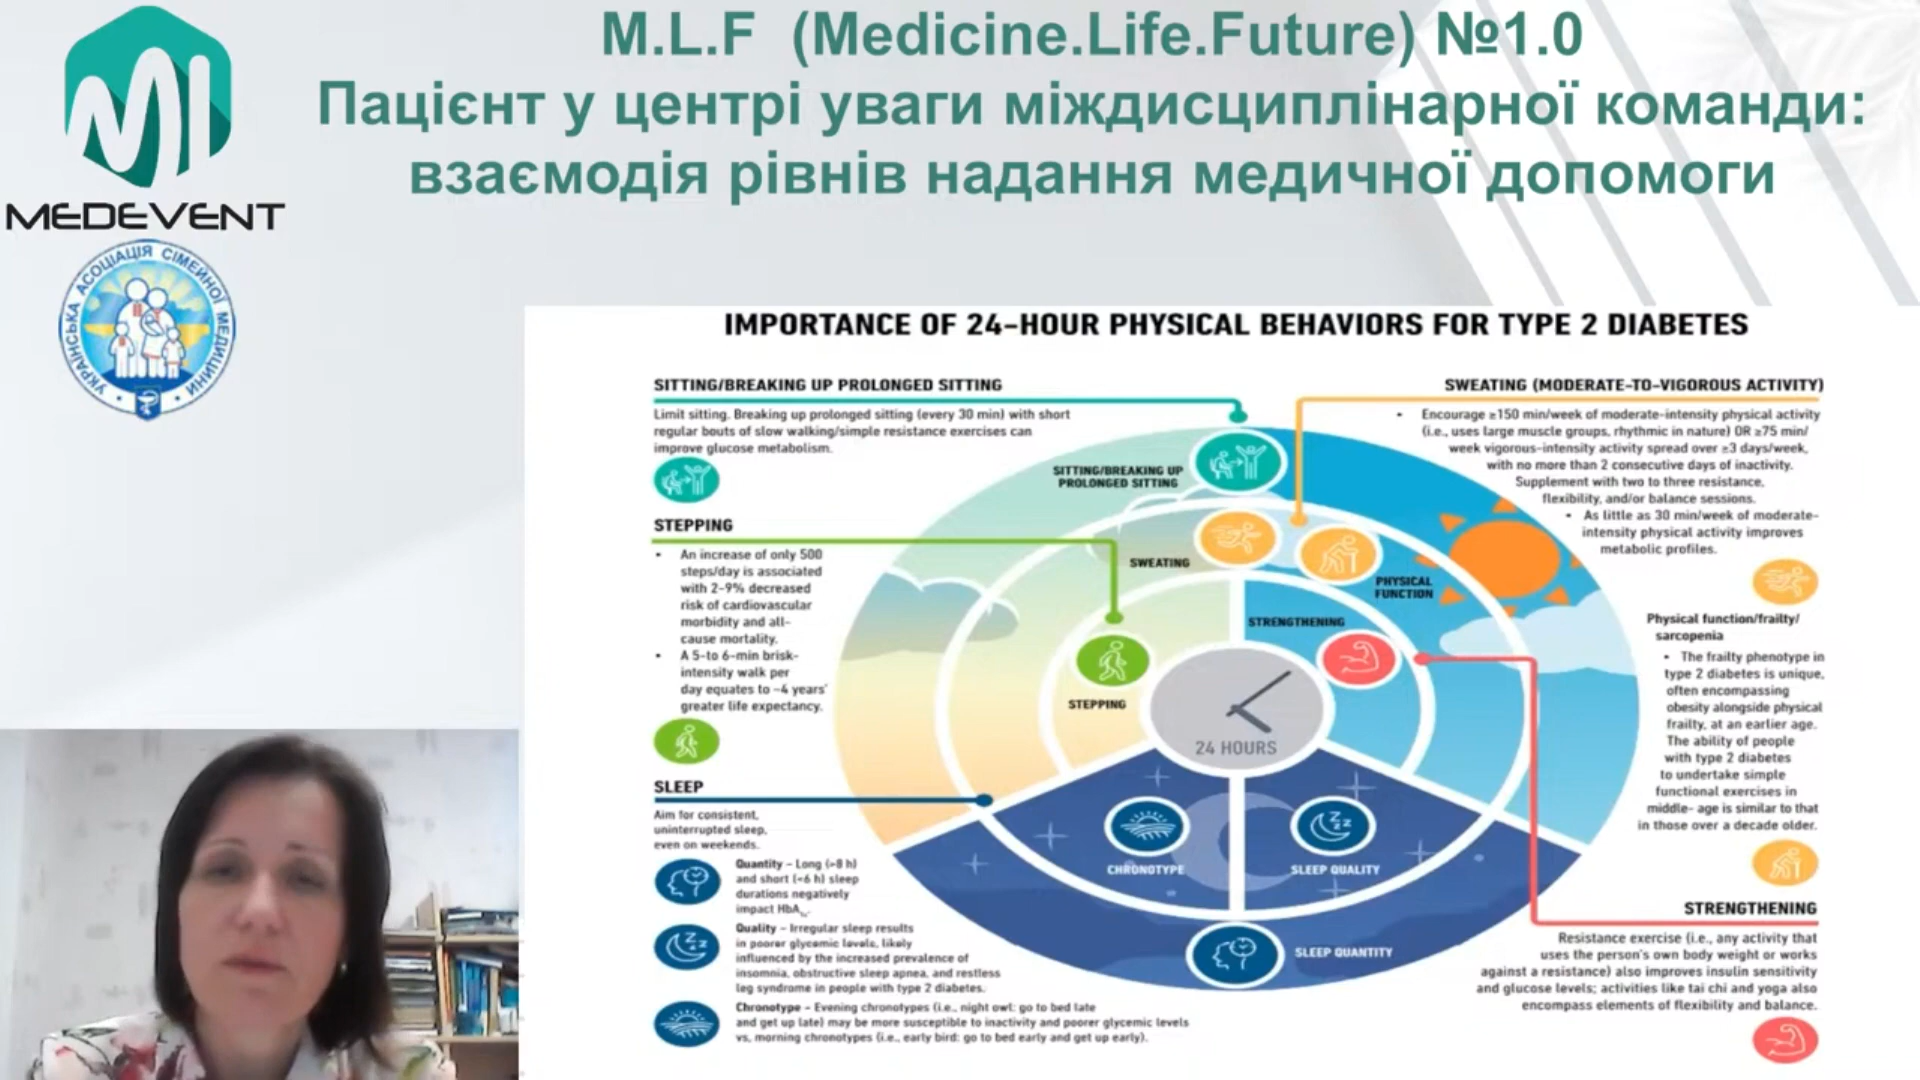 M.L.F (Medicine.Life.Future) №1.0
Пацієнт у центрі уваги міждисциплінарної команди:
взаємодія рівнів надання медичної допомоги
MEDEVENT
УКРАЇНСЬКА АСОЦІАЦІЯ СІМЕЙНОЇ МЕДИЦИНИ
IMPORTANCE OF 24-HOUR PHYSICAL BEHAVIORS FOR TYPE 2 DIABETES
SITTING/BREAKING UP PROLONGED SITTING
Limit sitting. Breaking up prolonged sitting (every 30 min) with short
regular bouts of slow walking/simple resistance exercises can
improve glucose metabolism.
STEPPING
• An increase of only 500
steps/day is associated
with 2-9% decreased
risk of cardiovascular
morbidity and all-
cause mortality.
• A 5-to 6-min brisk-
intensity walk per
day equates to ~4 years'
greater life expectancy.
SLEEP
Aim for consistent,
uninterrupted sleep,
even on weekends.
Quantity – Long (>8 h)
and short (<6 h) sleep
durations negatively
impact HbA1c.
Quality – Irregular sleep results
in poorer glycemic levels, likely
influenced by the increased prevalence of
insomnia, obstructive sleep apnea, and restless
leg syndrome in people with type 2 diabetes.
Chronotype – Evening chronotypes (i.e., night owl: go to bed late
and get up late) may be more susceptible to inactivity and poorer glycemic levels
vs, morning chronotypes (i.e., early bird: go to bed early and get up early).
SITTING/BREAKING UP
PROLONGED SITTING
SWEATING
PHYSICAL
FUNCTION
STRENGTHENING
STEPPING
24 HOURS
CHRONOTYPE
SLEEP QUALITY
SLEEP QUANTITY
SWEATING (MODERATE-TO-VIGOROUS ACTIVITY)
• Encourage ≥150 min/week of moderate-intensity physical activity
(i.e., uses large muscle groups, rhythmic in nature) OR ≥75 min/
week vigorous-intensity activity spread over ≥3 days/week,
with no more than 2 consecutive days of inactivity.
Supplement with two to three resistance,
flexibility, and/or balance sessions.
• As little as 30 min/week of moderate-
intensity physical activity improves
metabolic profiles.
Physical function/frailty/
sarcopenia
• The frailty phenotype in
type 2 diabetes is unique,
often encompassing
obesity alongside physical
frailty, at an earlier age.
The ability of people
with type 2 diabetes
to undertake simple
functional exercises in
middle- age is similar to that
in those over a decade older.
STRENGTHENING
Resistance exercise (i.e., any activity that
uses the person's own body weight or works
against a resistance) also improves insulin sensitivity
and glucose levels; activities like tai chi and yoga also
encompass elements of flexibility and balance.